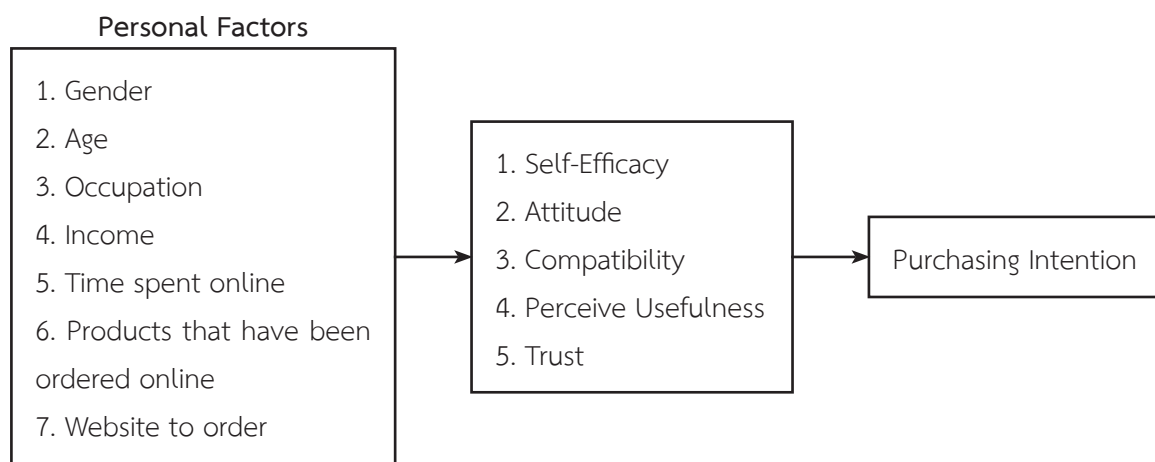 Personal Factors
1. Gender
2. Age
3. Occupation
4. Income
5. Time spent online
6. Products that have been
ordered online
7. Website to order
1. Self-Efficacy
2. Attitude
3. Compatibility
4. Perceive Usefulness
5. Trust
Purchasing Intention